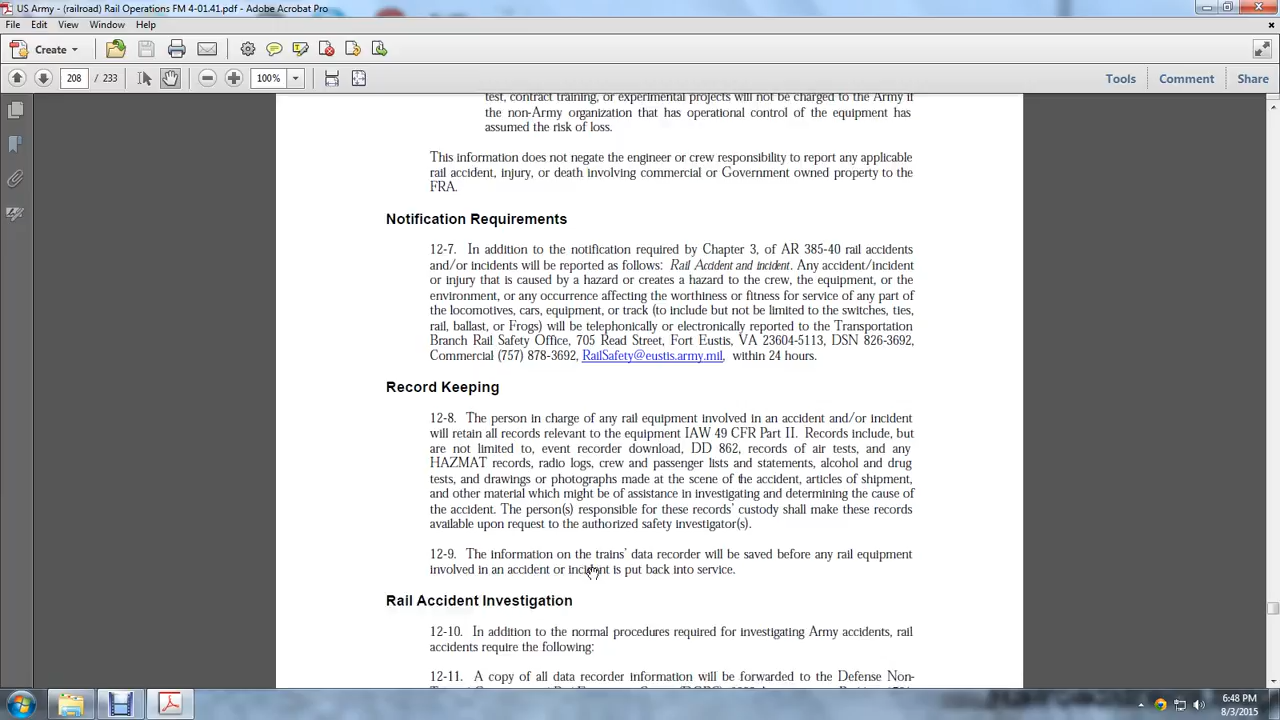 US Army - (railroad) Rail Operations FM 4-01.41.pdf - Adobe Acrobat Pro
File Edit View Window Help
Create
208 / 233 100% Tools Comment Share
test, contract training, or experimental projects will not be charged to the Army if
the non-Army organization that has operational control of the equipment has
assumed the risk of loss.
This information does not negate the engineer or crew responsibility to report any applicable
rail accident, injury, or death involving commercial or Government owned property to the
FRA.
Notification Requirements
12-7. In addition to the notification required by Chapter 3, of AR 385-40 rail accidents
and/or incidents will be reported as follows: Rail Accident and incident. Any accident/incident
or injury that is caused by a hazard or creates a hazard to the crew, the equipment, or the
environment, or any occurrence affecting the worthiness or fitness for service of any part of
the locomotives, cars, equipment, or track (to include but not be limited to the switches, ties,
rail, ballast, or Frogs) will be telephonically or electronically reported to the Transportation
Branch Rail Safety Office, 705 Read Street, Fort Eustis, VA 23604-5113, DSN 826-3692,
Commercial (757) 878-3692, RailSafety@eustis.army.mil, within 24 hours.
Record Keeping
12-8. The person in charge of any rail equipment involved in an accident and/or incident
will retain all records relevant to the equipment IAW 49 CFR Part II. Records include, but
are not limited to, event recorder download, DD 862, records of air tests, and any
HAZMAT records, radio logs, crew and passenger lists and statements, alcohol and drug
tests, and drawings or photographs made at the scene of the accident, articles of shipment,
and other material which might be of assistance in investigating and determining the cause of
the accident. The person(s) responsible for these records' custody shall make these records
available upon request to the authorized safety investigator(s).
12-9. The information on the trains' data recorder will be saved before any rail equipment
involved in an accident or incident is put back into service.
Rail Accident Investigation
12-10. In addition to the normal procedures required for investigating Army accidents, rail
accidents require the following:
12-11. A copy of all data recorder information will be forwarded to the Defense Non-
6:48 PM
8/3/2015